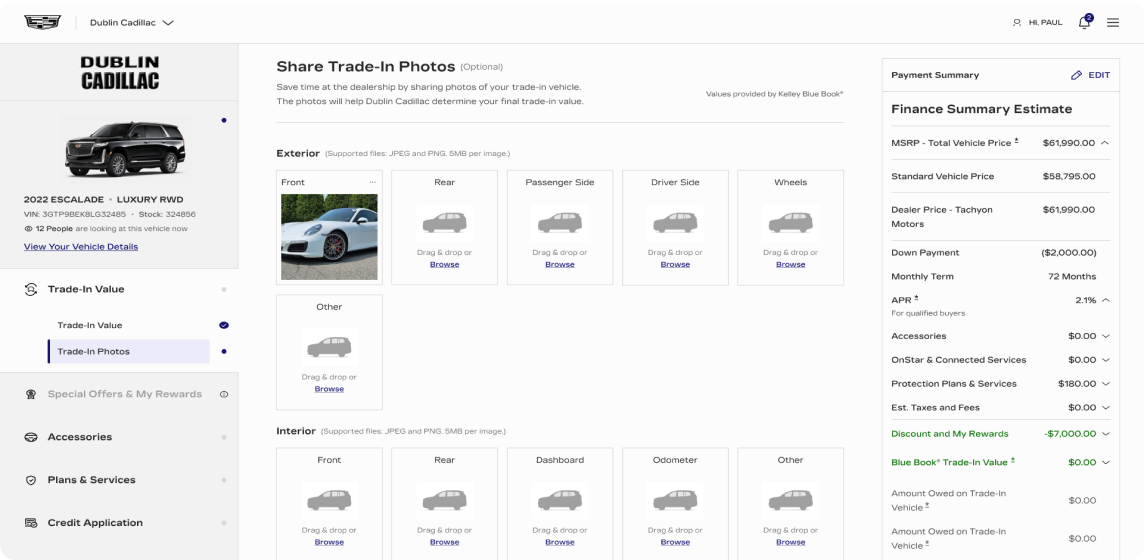 Dublin Cadillac
HI, PAUL
2
DUBLIN
CADILLAC
2022 ESCALADE • LUXURY RWD
VIN: 3GTP9BEK8LG32485 • Stock: 324856
12 People are looking at this vehicle now
View Your Vehicle Details
Trade-In Value
Trade-In Value
Trade-In Photos
Special Offers & My Rewards
Accessories
Plans & Services
Credit Application
Share Trade-In Photos (Optional)
Save time at the dealership by sharing photos of your trade-in vehicle.
The photos will help Dublin Cadillac determine your final trade-in value.
Values provided by Kelley Blue Book®
Exterior (Supported files: JPEG and PNG. 5MB per image.)
Front ...
Rear
Drag & drop or
Browse
Passenger Side
Drag & drop or
Browse
Driver Side
Drag & drop or
Browse
Wheels
Drag & drop or
Browse
Other
Drag & drop or
Browse
Interior (Supported files: JPEG and PNG. 5MB per image.)
Front
Drag & drop or
Browse
Rear
Drag & drop or
Browse
Dashboard
Drag & drop or
Browse
Odometer
Drag & drop or
Browse
Other
Drag & drop or
Browse
Payment Summary EDIT
Finance Summary Estimate
MSRP - Total Vehicle Price ± $61,990.00
Standard Vehicle Price $58,795.00
Dealer Price - Tachyon $61,990.00
Motors
Down Payment ($2,000.00)
Monthly Term 72 Months
APR ± 2.1%
For qualified buyers
Accessories $0.00
OnStar & Connected Services $0.00
Protection Plans & Services $180.00
Est. Taxes and Fees $0.00
Discount and My Rewards -$7,000.00
Blue Book® Trade-In Value ± $0.00
Amount Owed on Trade-In $0.00
Vehicle ±
Amount Owed on Trade-In $0.00
Vehicle ±